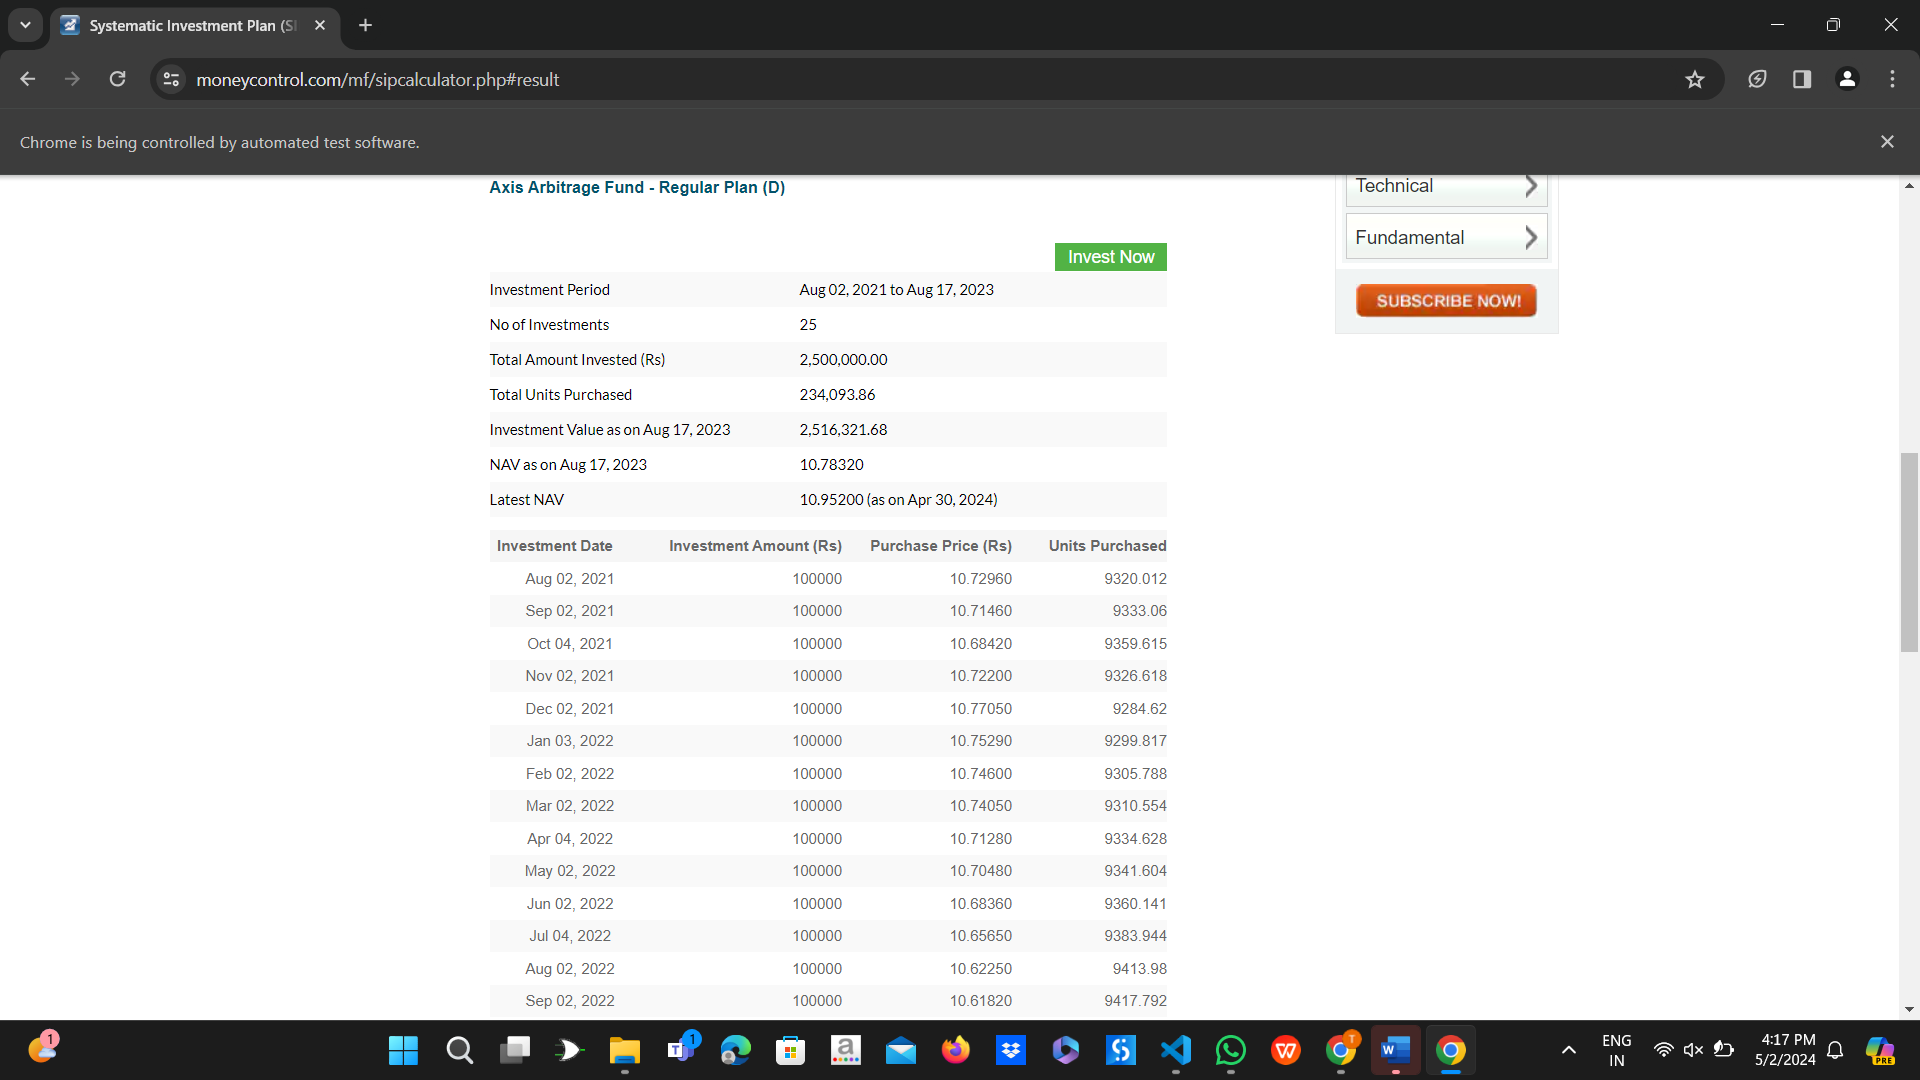 Systematic Investment Plan (SI
moneycontrol.com/mf/sipcalculator.php#result
Chrome is being controlled by automated test software.
Axis Arbitrage Fund - Regular Plan (D)
Technical
Fundamental
SUBSCRIBE NOW!
Invest Now
Investment Period Aug 02, 2021 to Aug 17, 2023
No of Investments 25
Total Amount Invested (Rs) 2,500,000.00
Total Units Purchased 234,093.86
Investment Value as on Aug 17, 2023 2,516,321.68
NAV as on Aug 17, 2023 10.78320
Latest NAV 10.95200 (as on Apr 30, 2024)
Investment Date Investment Amount (Rs) Purchase Price (Rs) Units Purchased
Aug 02, 2021 100000 10.72960 9320.012
Sep 02, 2021 100000 10.71460 9333.06
Oct 04, 2021 100000 10.68420 9359.615
Nov 02, 2021 100000 10.72200 9326.618
Dec 02, 2021 100000 10.77050 9284.62
Jan 03, 2022 100000 10.75290 9299.817
Feb 02, 2022 100000 10.74600 9305.788
Mar 02, 2022 100000 10.74050 9310.554
Apr 04, 2022 100000 10.71280 9334.628
May 02, 2022 100000 10.70480 9341.604
Jun 02, 2022 100000 10.68360 9360.141
Jul 04, 2022 100000 10.65650 9383.944
Aug 02, 2022 100000 10.62250 9413.98
Sep 02, 2022 100000 10.61820 9417.792
1
1
a
T
W
W
PRE
ENG
IN
4:17 PM
5/2/2024